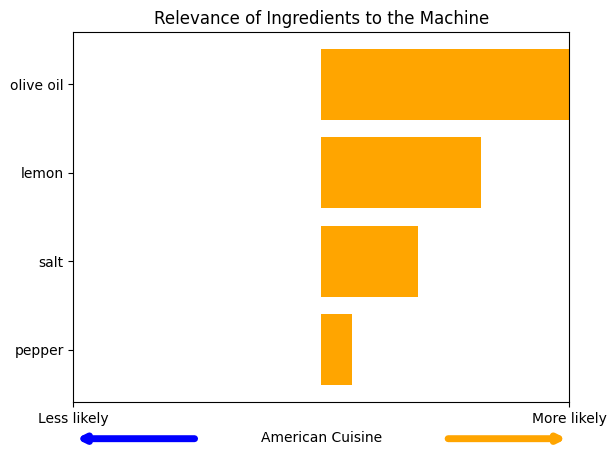 Relevance of Ingredients to the Machine
olive oil
lemon
salt
pepper
Less likely
More likely
American Cuisine